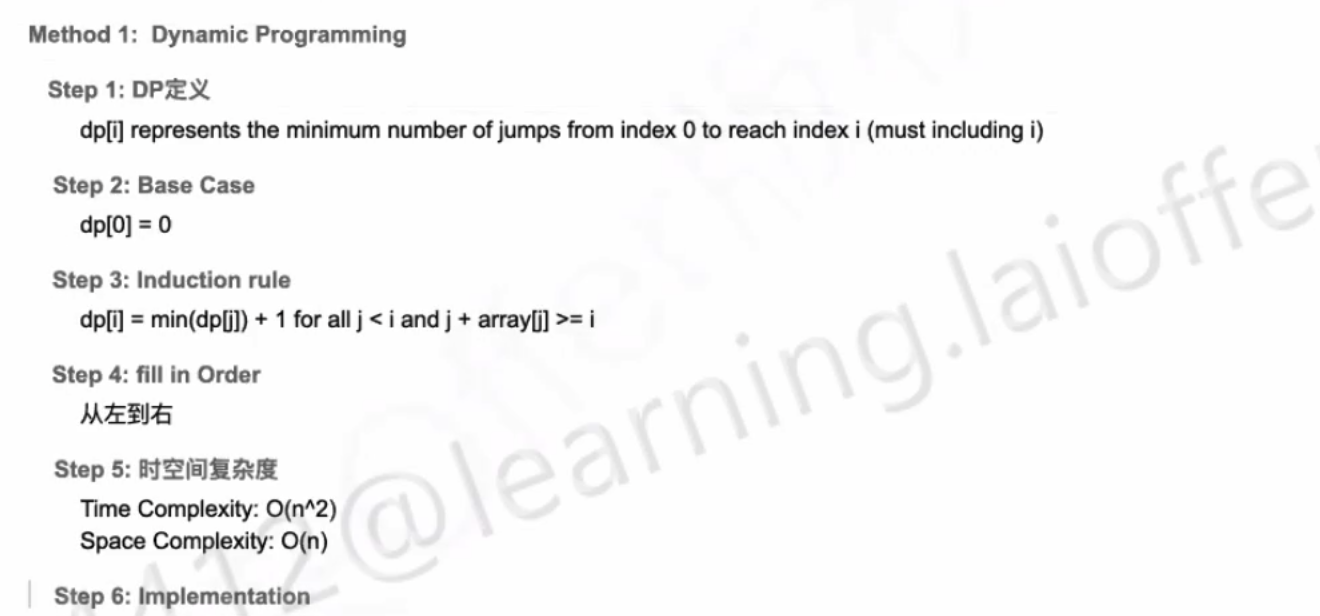 Method 1: Dynamic Programming
Step 1: DP定义
dp[i] represents the minimum number of jumps from index 0 to reach index i (must including i)
Step 2: Base Case
dp[0] = 0
Step 3: Induction rule
dp[i] = min(dp[j]) + 1 for all j < i and j + array[j] >= i
Step 4: fill in Order
从左到右
Step 5: 时空间复杂度
Time Complexity: O(n^2)
Space Complexity: O(n)
Step 6: Implementation
12@learning.laioffe